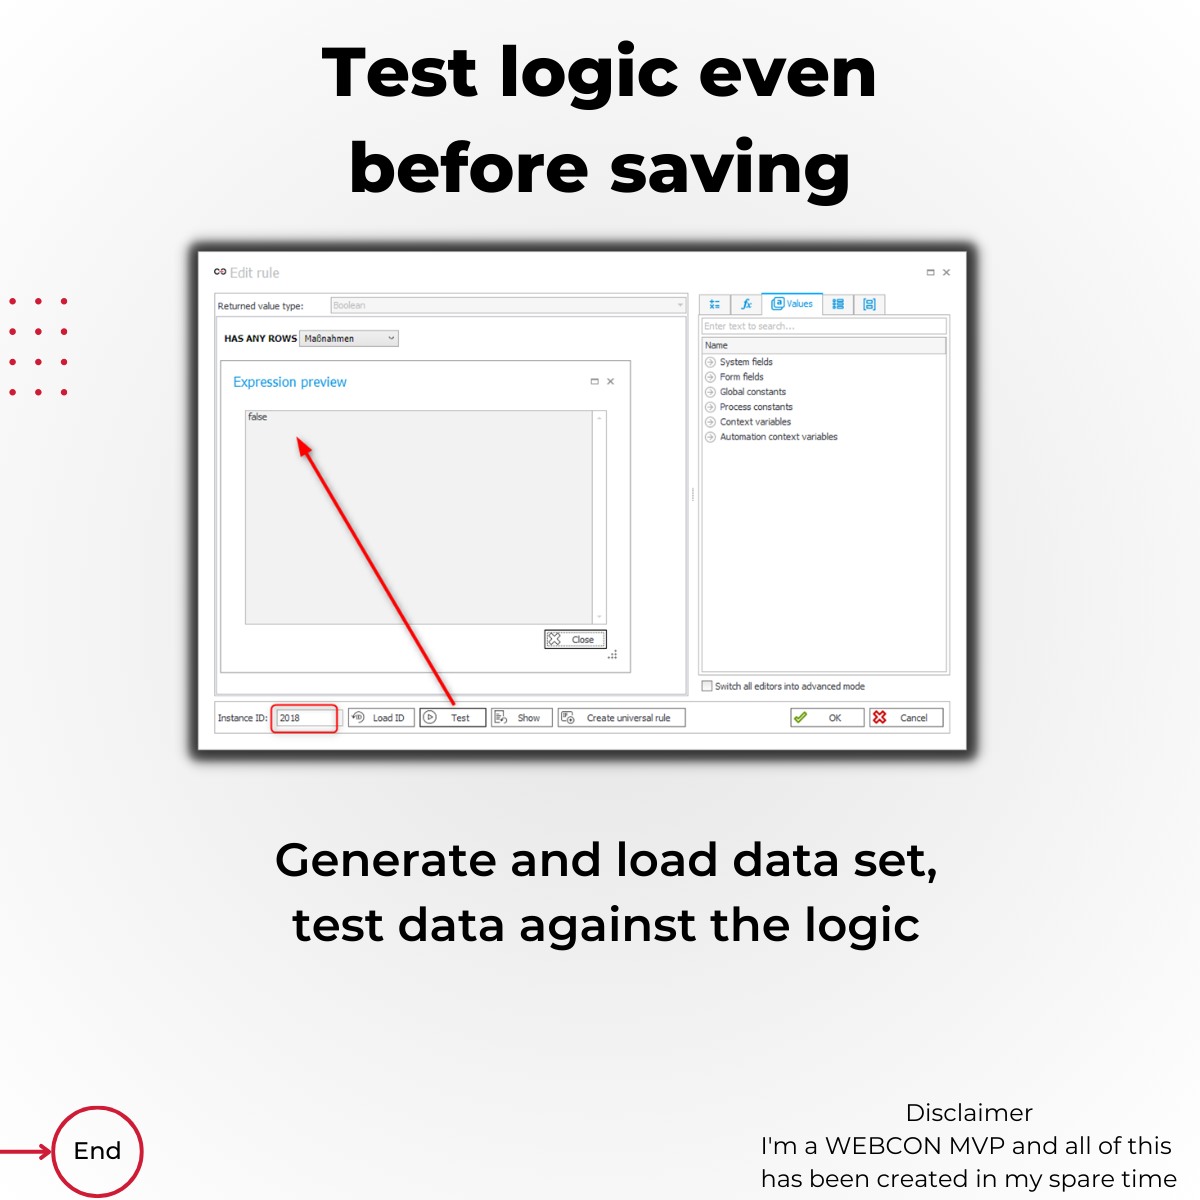 Test logic even
before saving
Edit rule
Returned value type: Boolean
HAS ANY ROWS Maßnahmen
Expression preview
false
Close
Values
Enter text to search...
Name
System fields
Form fields
Global constants
Process constants
Context variables
Automation context variables
Switch all editors into advanced mode
Instance ID: 2018 Load ID Test Show Create universal rule OK Cancel
Generate and load data set,
test data against the logic
End
Disclaimer
I'm a WEBCON MVP and all of this
has been created in my spare time